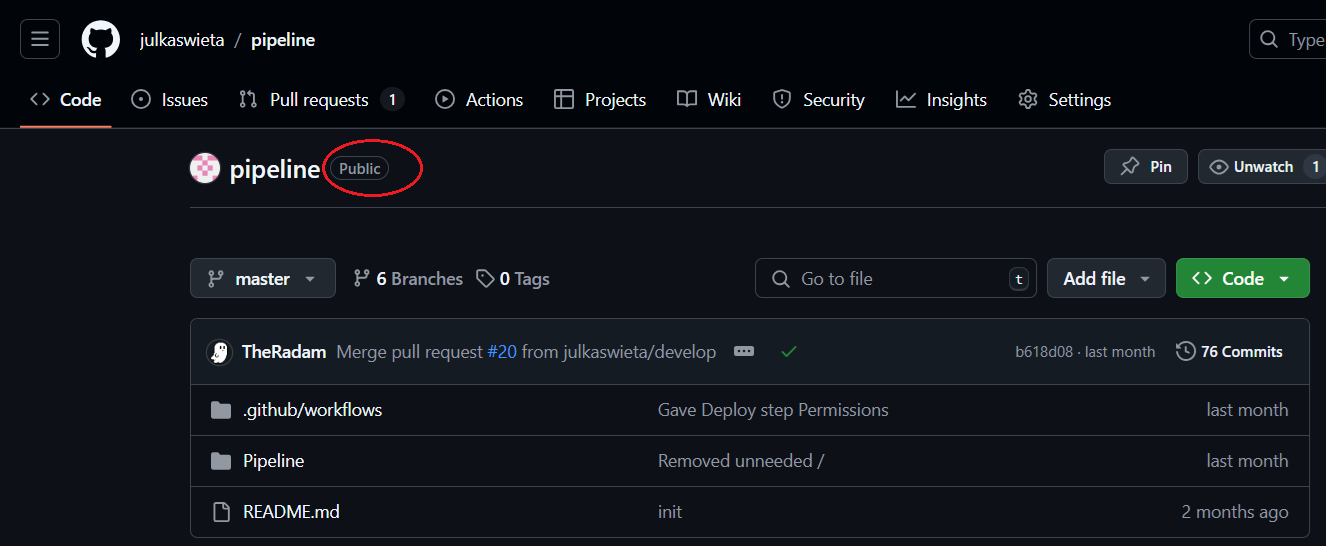 julkaswieta / pipeline
Type
Code Issues Pull requests 1 Actions Projects Wiki Security Insights Settings
pipeline Public
Pin Unwatch 1
master 6 Branches 0 Tags Go to file t Add file Code
TheRadam Merge pull request #20 from julkaswieta/develop b618d08 · last month 76 Commits
.github/workflows Gave Deploy step Permissions last month
Pipeline Removed unneeded / last month
README.md init 2 months ago